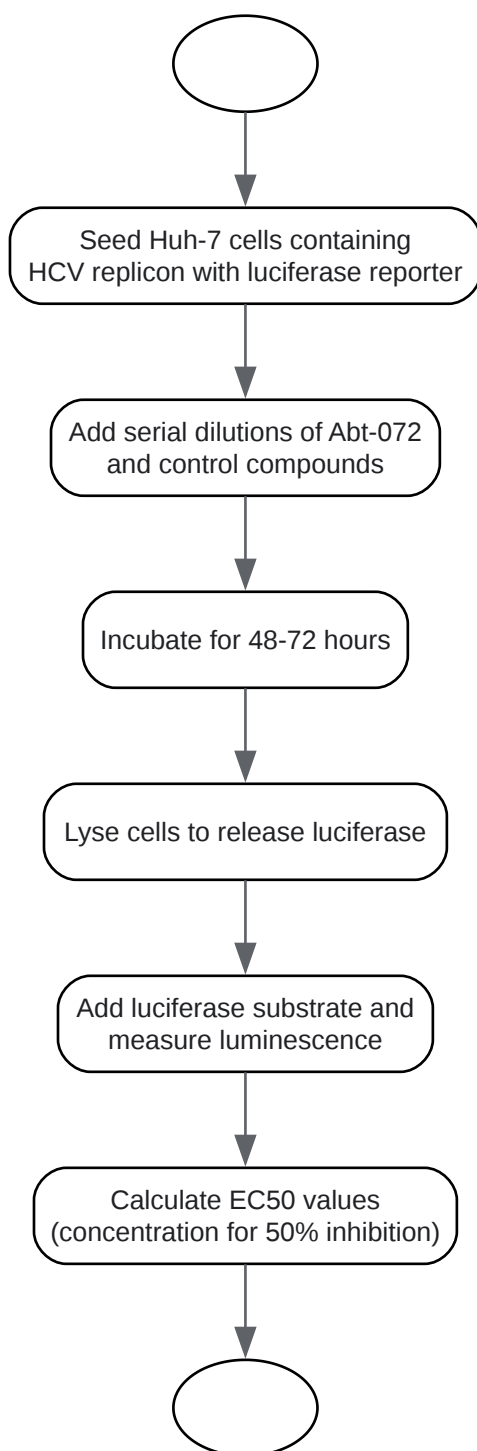 Seed Huh-7 cells containing
HCV replicon with luciferase reporter
Add serial dilutions of Abt-072
and control compounds
Incubate for 48-72 hours
Lyse cells to release luciferase
Add luciferase substrate and
measure luminescence
Calculate EC50 values
(concentration for 50% inhibition)